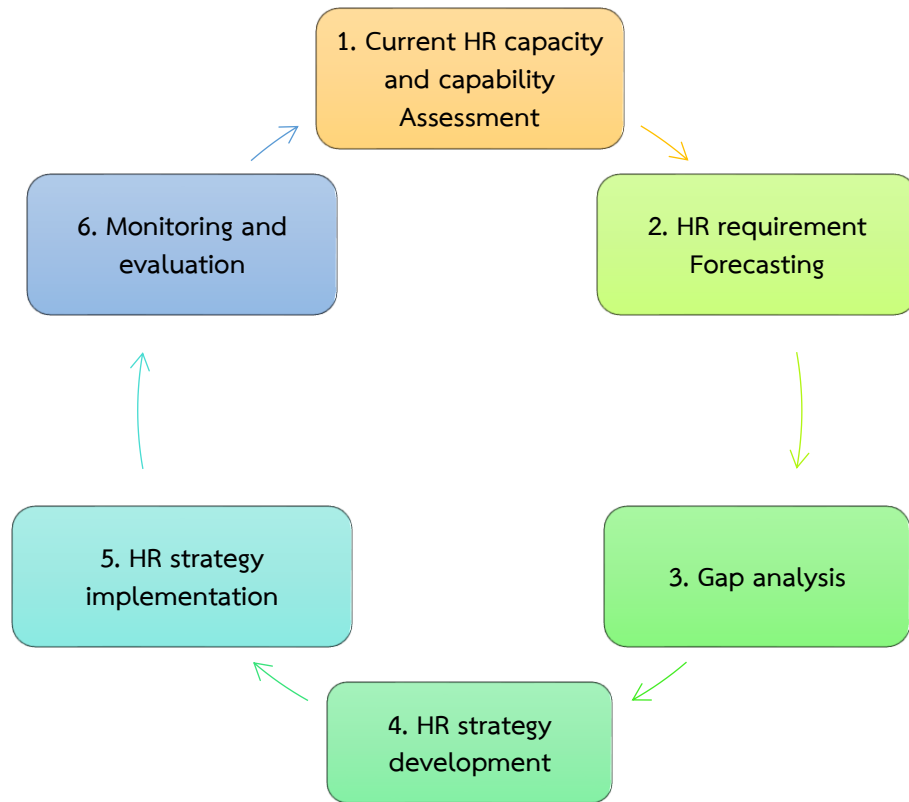 1. Current HR capacity
and capability
Assessment
2. HR requirement
Forecasting
3. Gap analysis
4. HR strategy
development
5. HR strategy
implementation
6. Monitoring and
evaluation